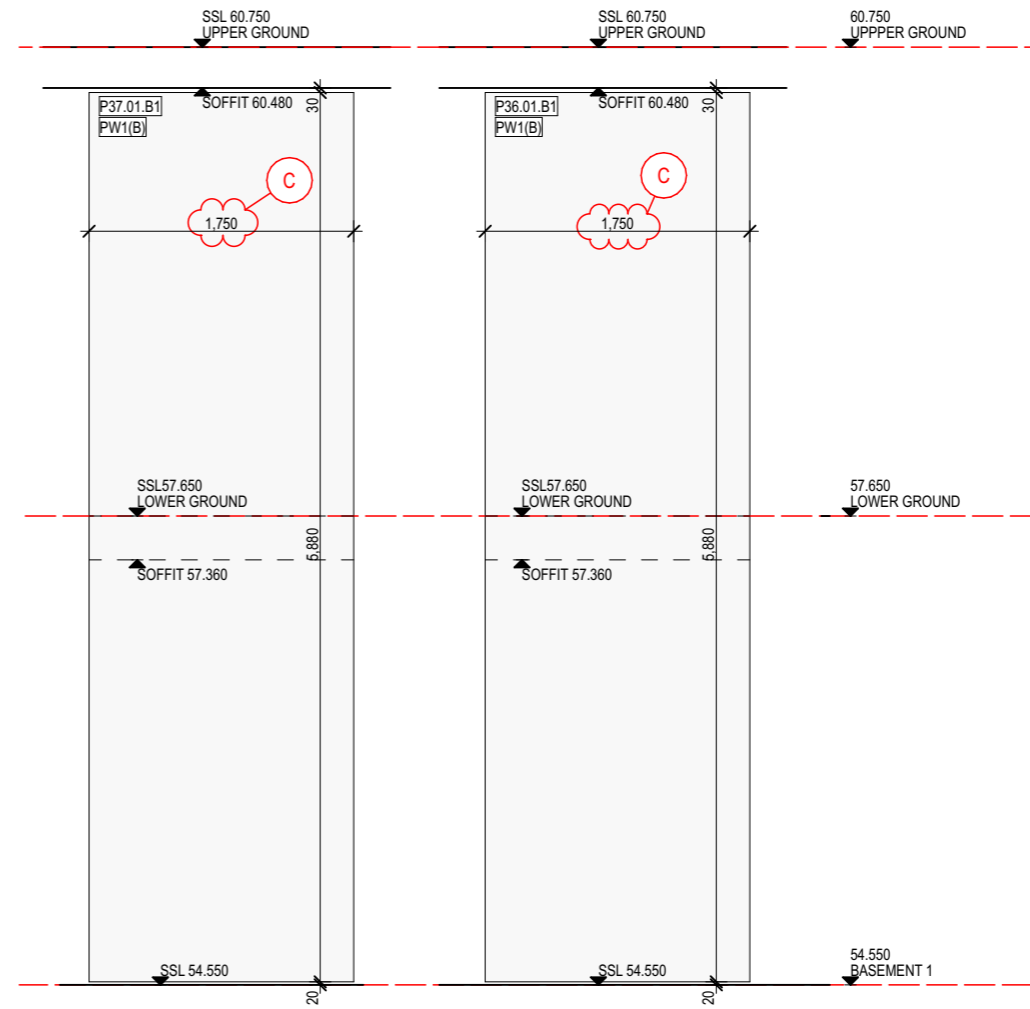 SSL 60.750
UPPER GROUND
SSL 60.750
UPPER GROUND
60.750
UPPPER GROUND
P37.01.B1
PW1(B)
SOFFIT 60.480
30
P36.01.B1
PW1(B)
SOFFIT 60.480
30
C
1,750
C
1,750
SSL57.650
LOWER GROUND
SSL57.650
LOWER GROUND
57.650
LOWER GROUND
5,880
5,880
SOFFIT 57.360
SOFFIT 57.360
SSL 54.550
SSL 54.550
54.550
BASEMENT 1
20
20